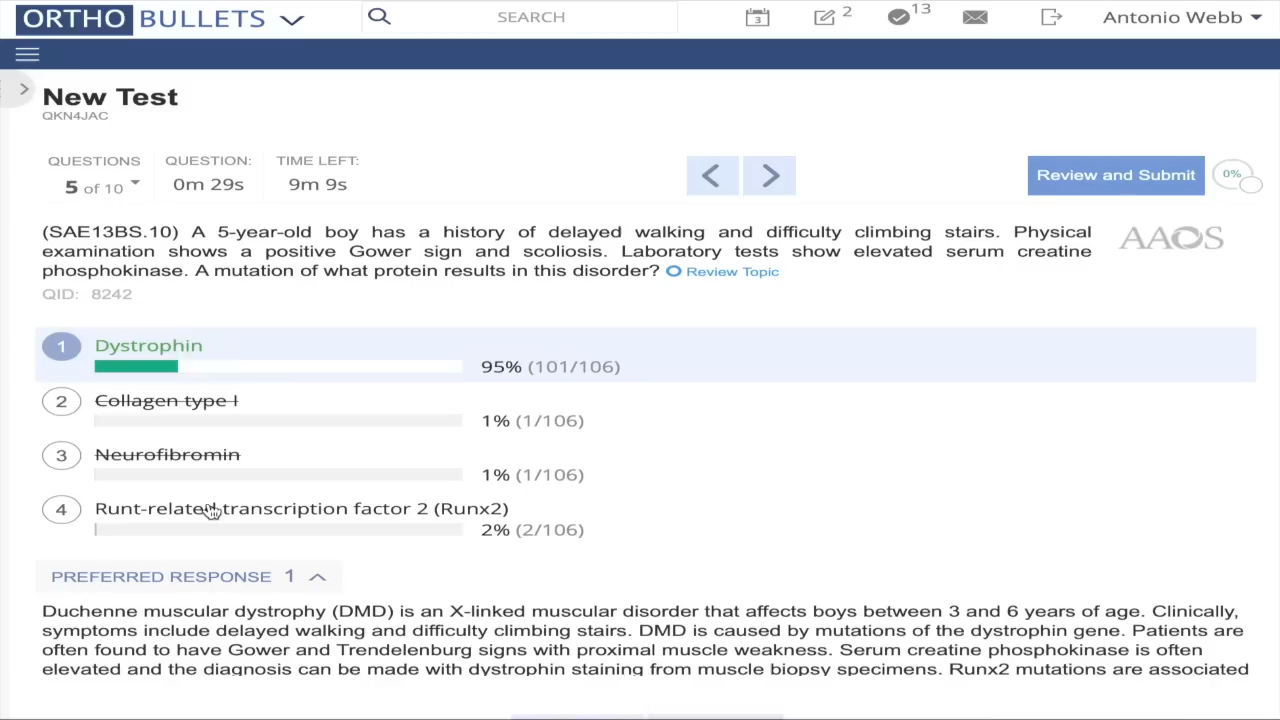 ORTHO BULLETS SEARCH 3 2 13 Antonio Webb
New Test
QKN4JAC
QUESTIONS QUESTION: TIME LEFT:
5 of 10 0m 29s 9m 9s Review and Submit 0%
(SAE13BS.10) A 5-year-old boy has a history of delayed walking and difficulty climbing stairs. Physical
examination shows a positive Gower sign and scoliosis. Laboratory tests show elevated serum creatine
phosphokinase. A mutation of what protein results in this disorder? Review Topic
AAOS
QID: 8242
1 Dystrophin
95% (101/106)
2 Collagen type I
1% (1/106)
3 Neurofibromin
1% (1/106)
4 Runt-related transcription factor 2 (Runx2)
2% (2/106)
PREFERRED RESPONSE 1
Duchenne muscular dystrophy (DMD) is an X-linked muscular disorder that affects boys between 3 and 6 years of age. Clinically,
symptoms include delayed walking and difficulty climbing stairs. DMD is caused by mutations of the dystrophin gene. Patients are
often found to have Gower and Trendelenburg signs with proximal muscle weakness. Serum creatine phosphokinase is often
elevated and the diagnosis can be made with dystrophin staining from muscle biopsy specimens. Runx2 mutations are associated